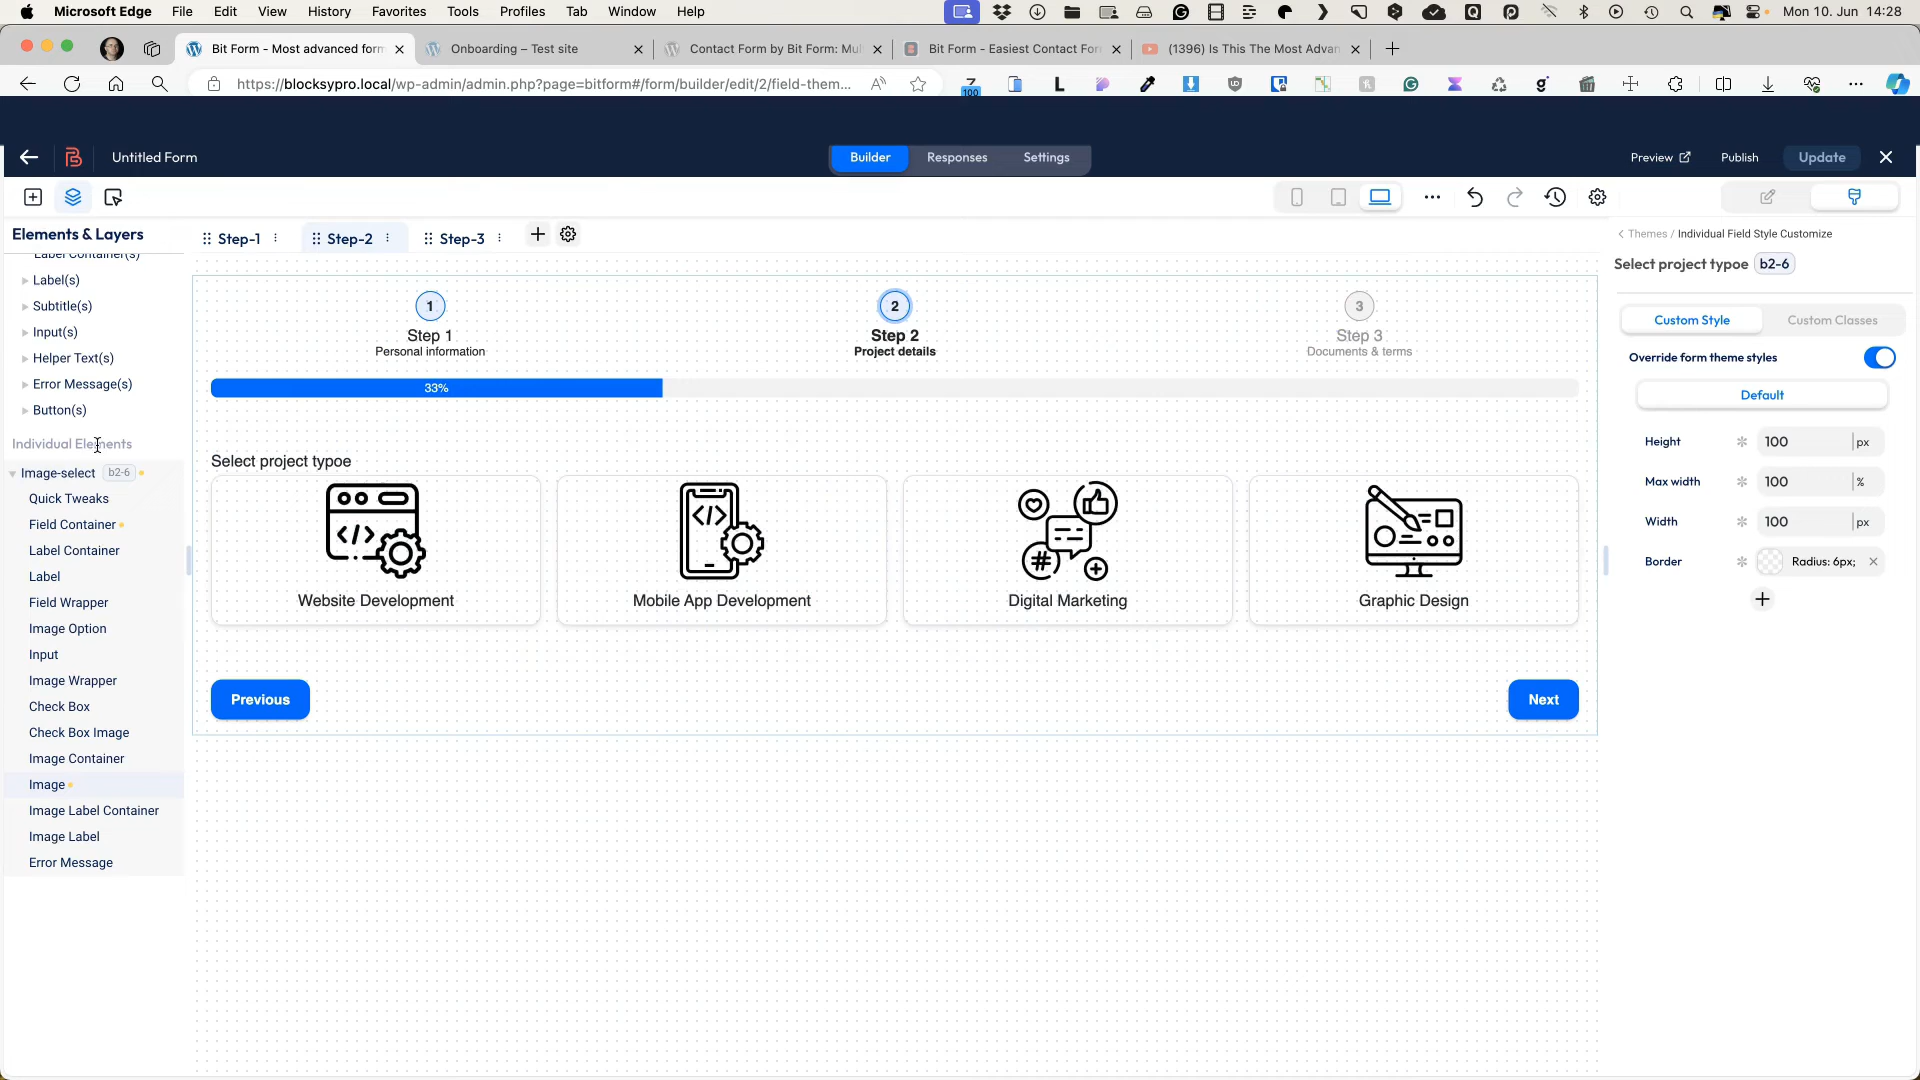 Microsoft Edge File Edit View History Favorites Tools Profiles Tab Window Help Mon 10. Jun 14:28
Bit Form - Most advanced form Onboarding – Test site Contact Form by Bit Form: Mul Bit Form - Easiest Contact For (1396) Is This The Most Advan
https://blocksypro.local/wp-admin/admin.php?page=bitform#/form/builder/edit/2/field-them...
100
Untitled Form Builder Responses Settings Preview Publish Update
Elements & Layers
Step-1 Step-2 Step-3
Themes / Individual Field Style Customize
Select project typoe b2-6
Label Container(s)
Label(s)
Subtitle(s)
Input(s)
Helper Text(s)
Error Message(s)
Button(s)
Individual Elements
Image-select b2-6
Quick Tweaks
Field Container
Label Container
Label
Field Wrapper
Image Option
Input
Image Wrapper
Check Box
Check Box Image
Image Container
Image
Image Label Container
Image Label
Error Message
1 2 3
Step 1 Step 2 Step 3
Personal information Project details Documents & terms
33%
Select project typoe
Website Development Mobile App Development Digital Marketing Graphic Design
Previous Next
Custom Style Custom Classes
Override form theme styles
Default
Height 100 px
Max width 100 %
Width 100 px
Border Radius: 6px;